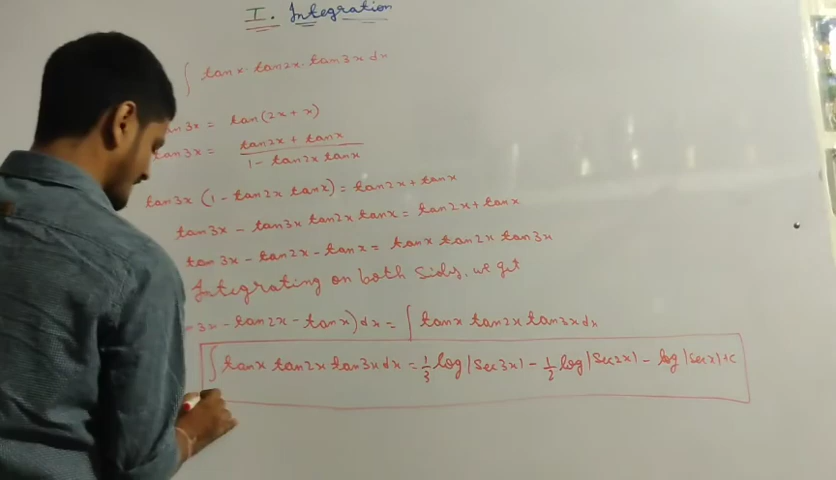 I. Integration
∫ tanx · tan2x · tan3x dx
tan3x = tan(2x + x)
tan3x = (tan2x + tanx) / (1 - tan2x tanx)
tan3x (1 - tan2x tanx) = tan2x + tanx
tan3x - tan3x tan2x tanx = tan2x + tanx
tan3x - tan2x - tanx = tanx tan2x tan3x
Integrating on both sides, we get
3x - tan2x - tanx) dx = ∫ tanx tan2x tan3x dx
∫ tanx tan2x tan3x dx = 1/3 log|sec3x| - 1/2 log|sec2x| - log|secx| + c